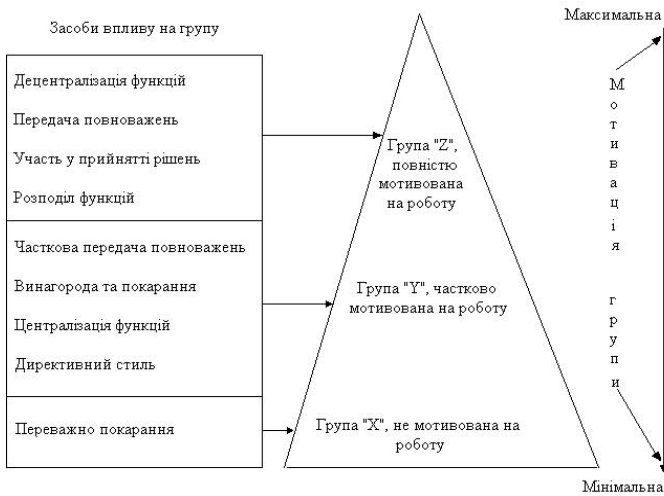 Засоби впливу на групу
Децентралізація функцій
Передача повноважень
Участь у прийнятті рішень
Розподіл функцій
Часткова передача повноважень
Винагорода та покарання
Централізація функцій
Директивний стиль
Переважно покарання
Група "Z",
повністю
мотивована
на роботу
Група "Y", частково
мотивована на роботу
Група "X", не мотивована на
роботу
Максимальна
Мотивація
групи
Мінімальна